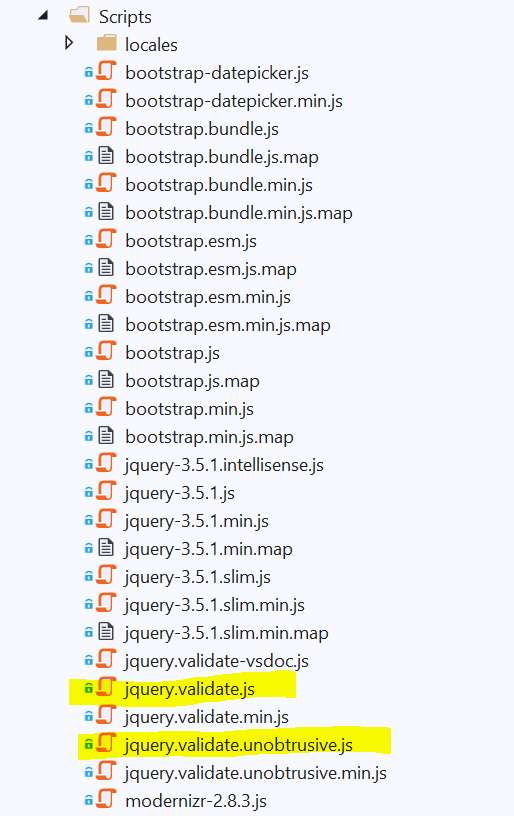 Scripts
locales
bootstrap-datepicker.js
bootstrap-datepicker.min.js
bootstrap.bundle.js
bootstrap.bundle.js.map
bootstrap.bundle.min.js
bootstrap.bundle.min.js.map
bootstrap.esm.js
bootstrap.esm.js.map
bootstrap.esm.min.js
bootstrap.esm.min.js.map
bootstrap.js
bootstrap.js.map
bootstrap.min.js
bootstrap.min.js.map
jquery-3.5.1.intellisense.js
jquery-3.5.1.js
jquery-3.5.1.min.js
jquery-3.5.1.min.map
jquery-3.5.1.slim.js
jquery-3.5.1.slim.min.js
jquery-3.5.1.slim.min.map
jquery.validate-vsdoc.js
jquery.validate.js
jquery.validate.min.js
jquery.validate.unobtrusive.js
jquery.validate.unobtrusive.min.js
modernizr-2.8.3.js